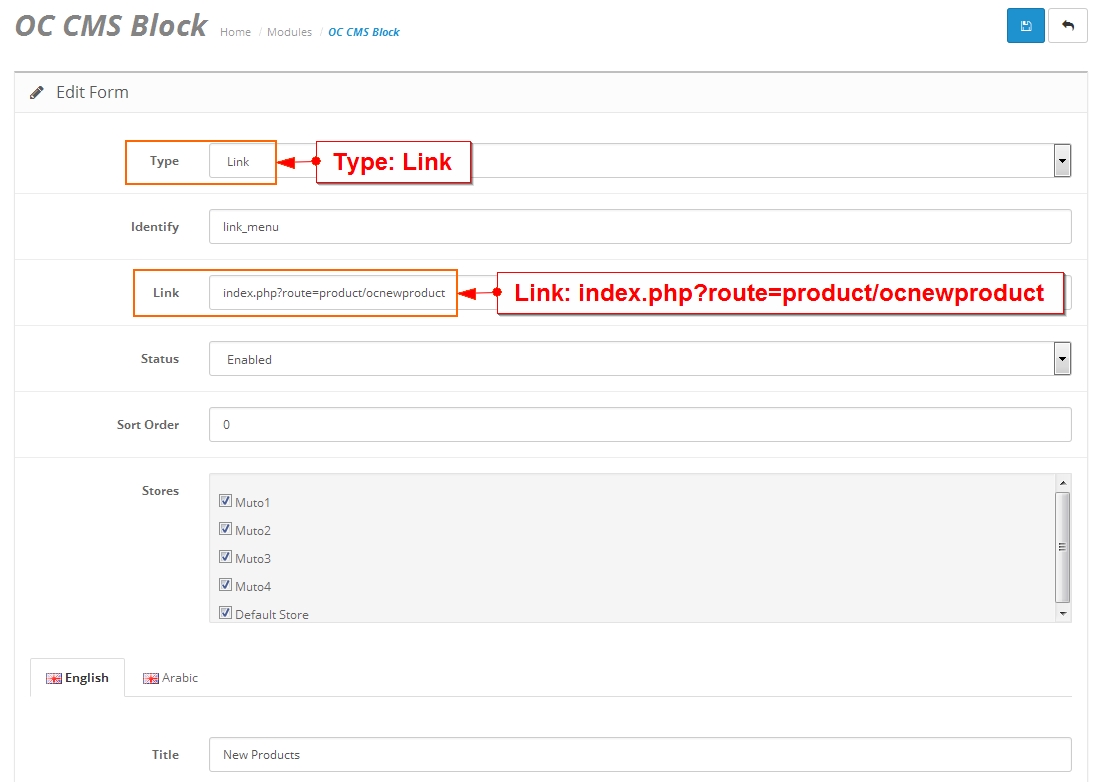 OC CMS Block Home / Modules / OC CMS Block
Edit Form
Type Link Type: Link
Identify link_menu
Link index.php?route=product/ocnewproduct Link: index.php?route=product/ocnewproduct
Status Enabled
Sort Order 0
Stores
Muto1
Muto2
Muto3
Muto4
Default Store
English Arabic
Title New Products